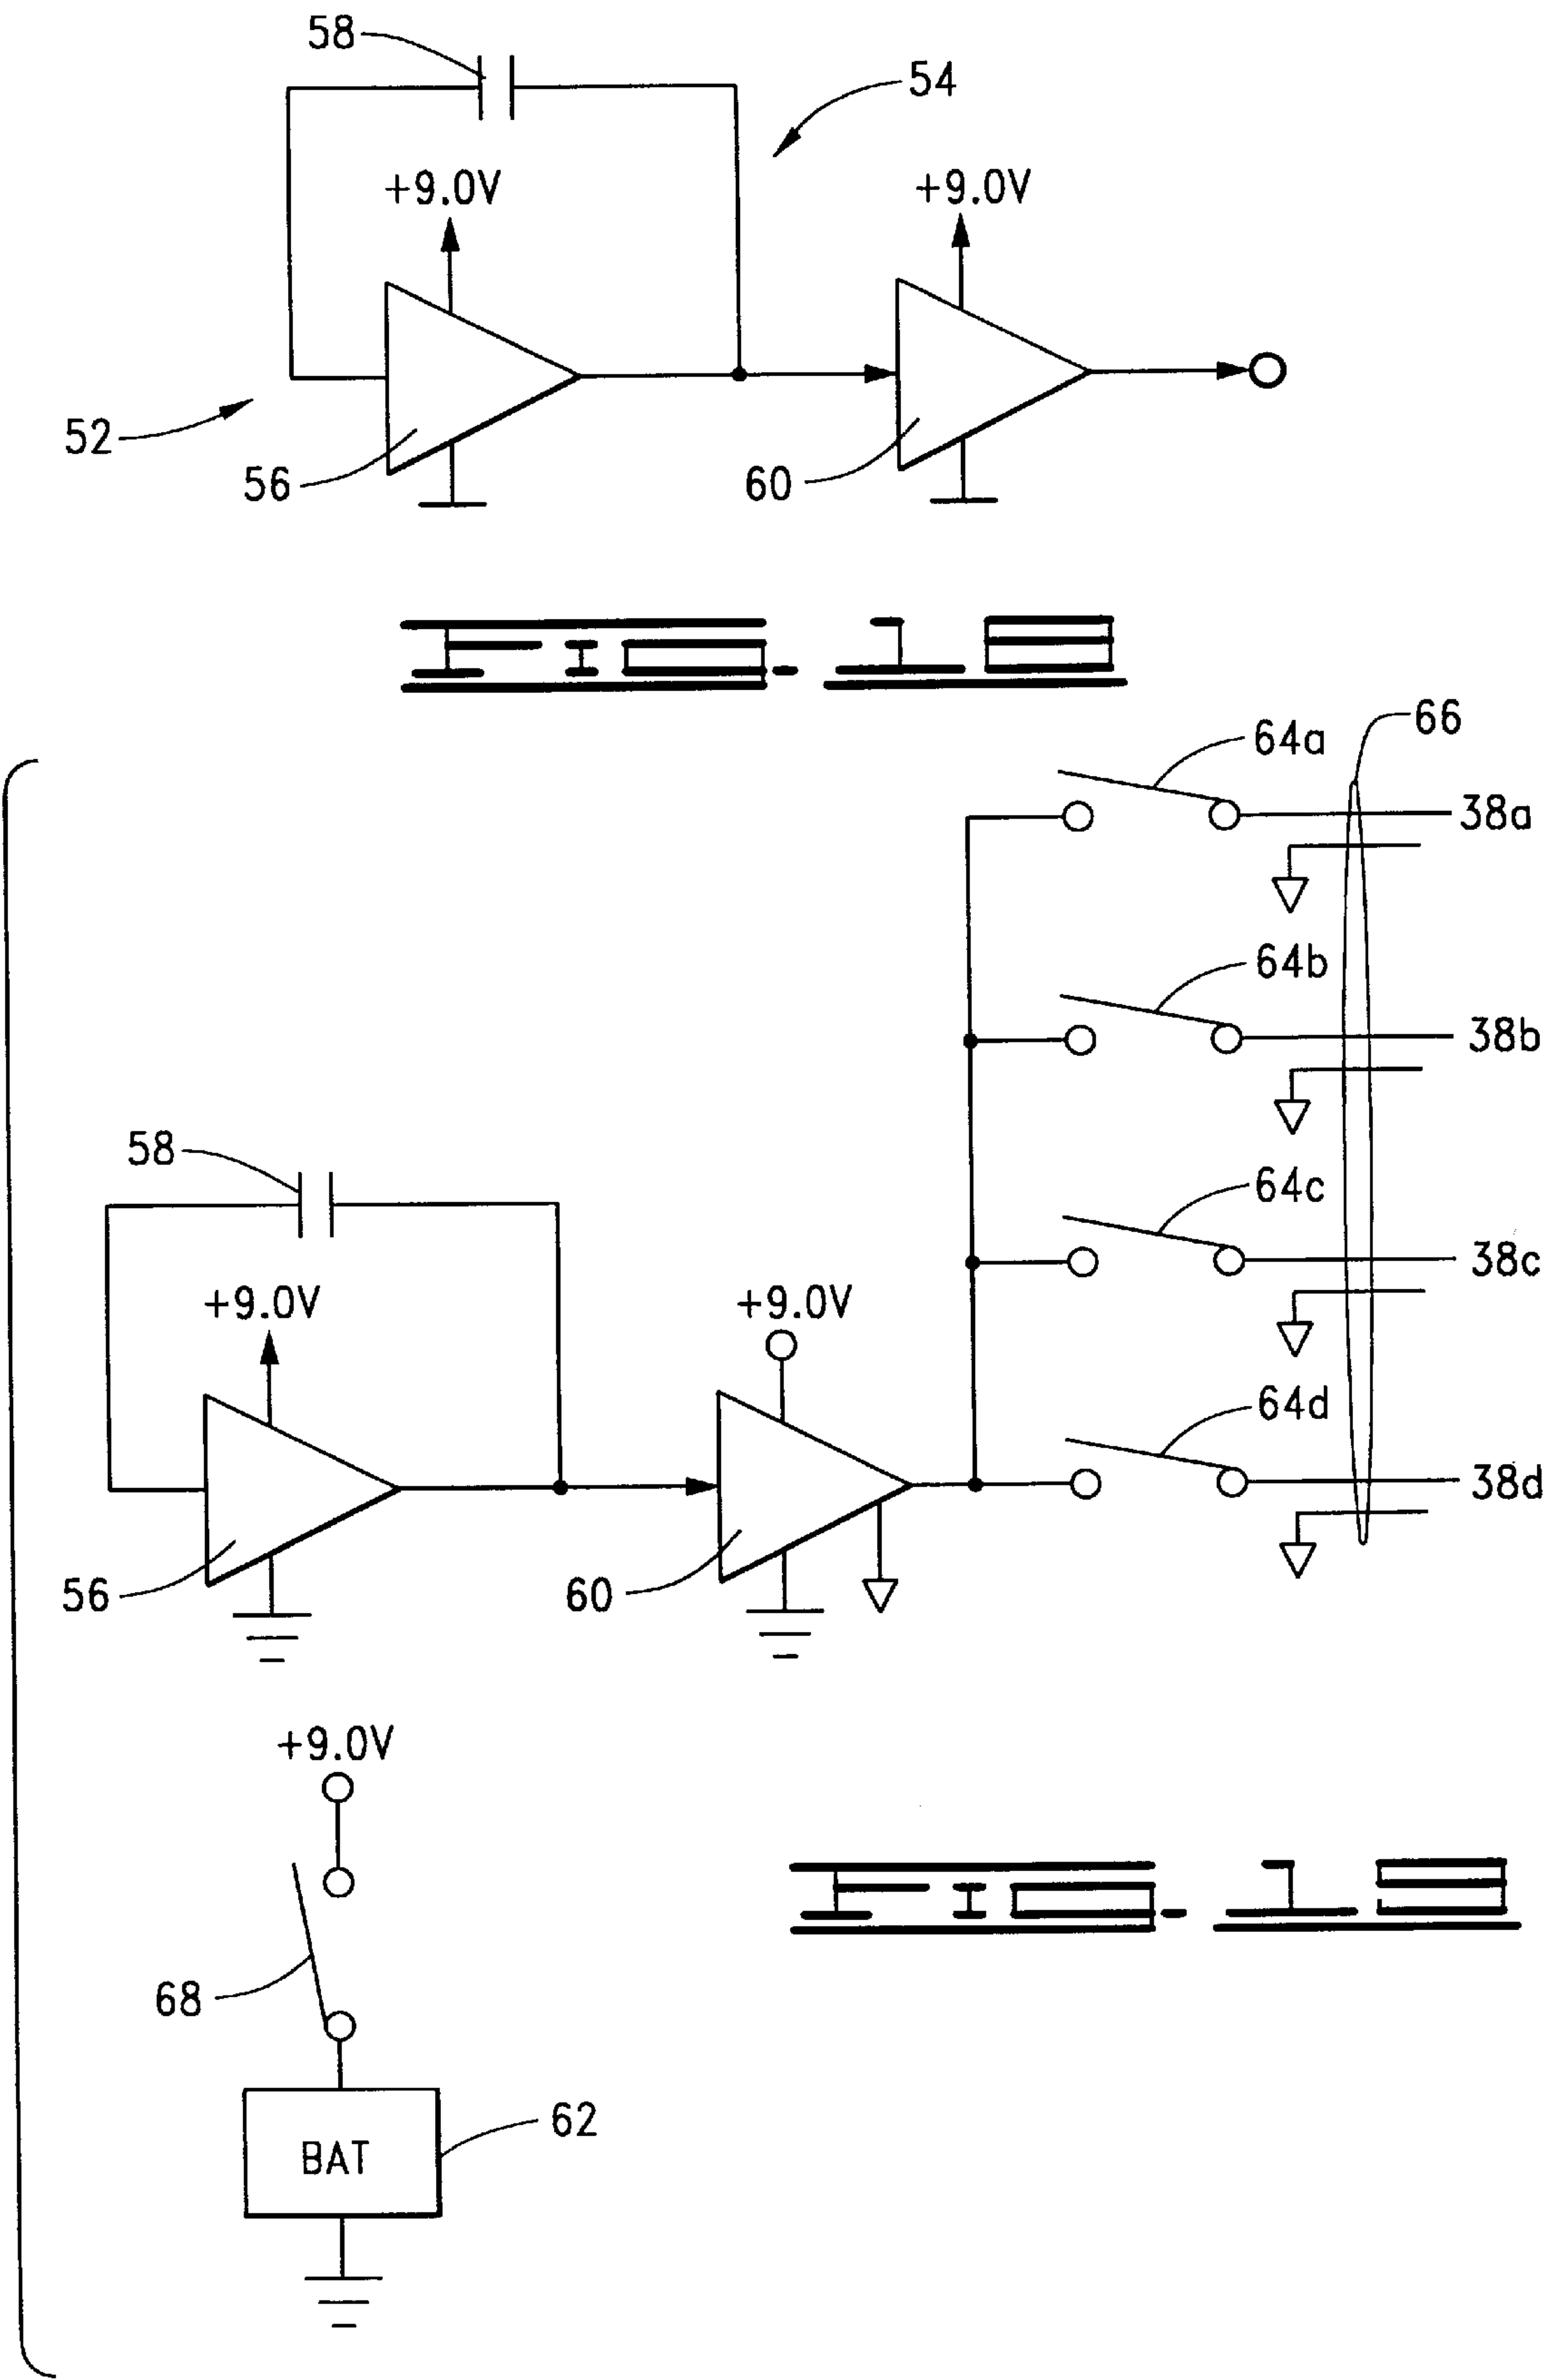 58
54
+9.0V
+9.0V
52
56
60
FIG. 18
66
64a
38a
64b
38b
58
64c
38c
+9.0V
+9.0V
64d
38d
56
60
+9.0V
FIG. 19
68
62
BAT